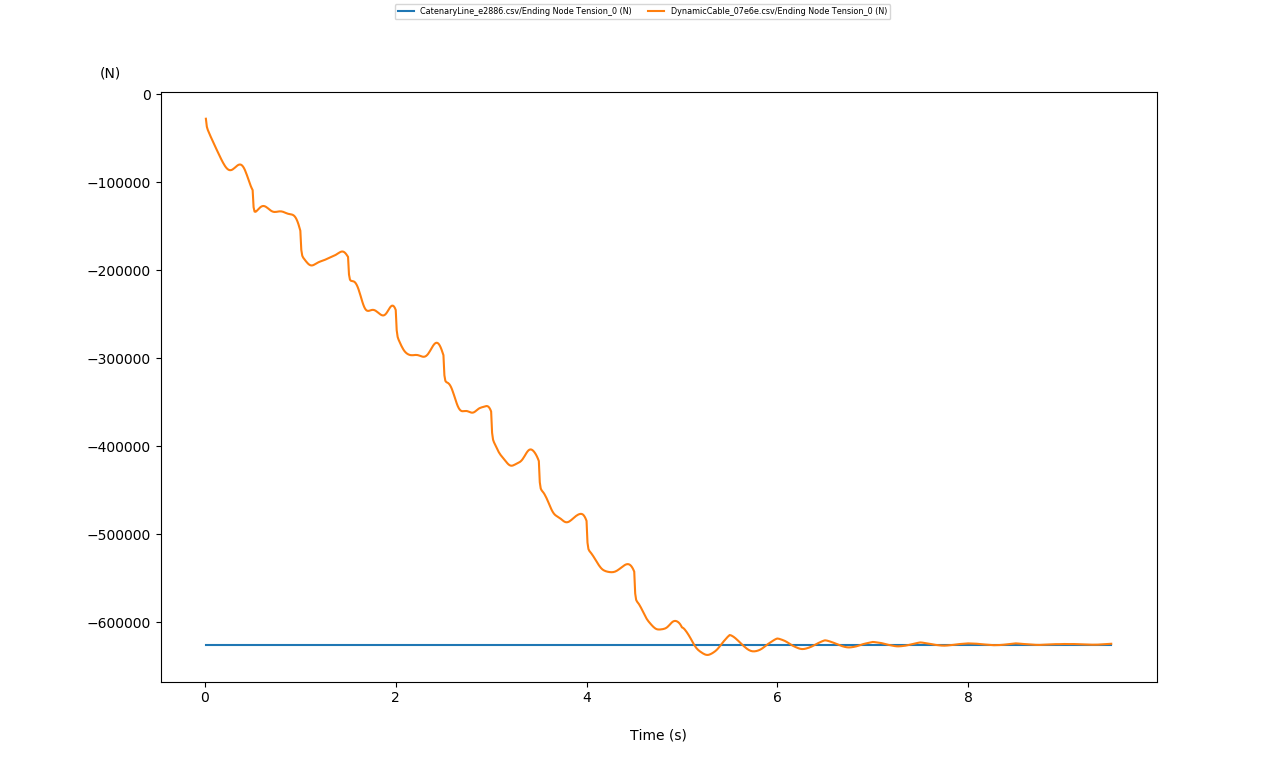 CatenaryLine_e2886.csv/Ending Node Tension_0 (N) DynamicCable_07e6e.csv/Ending Node Tension_0 (N)
(N)
0
−100000
−200000
−300000
−400000
−500000
−600000
0 2 4 6 8
Time (s)